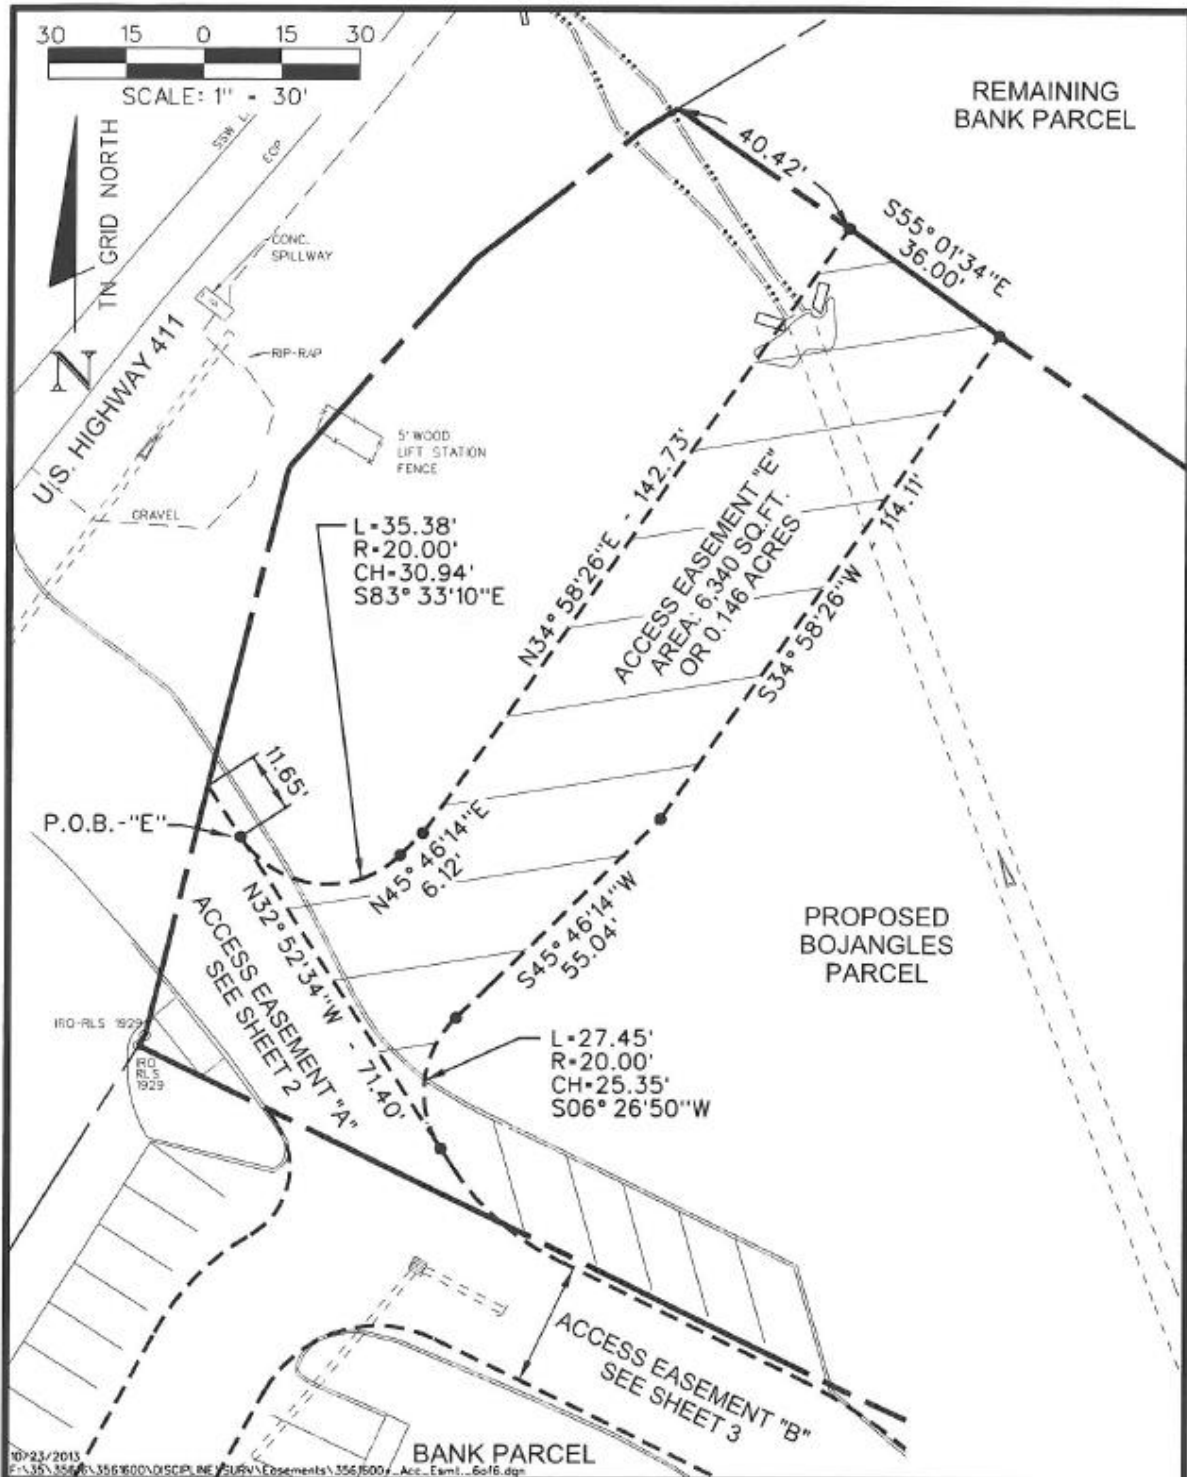 30 15 0 15 30
SCALE: 1" = 30'
TN GRID NORTH
N
SSW L.
EOP
U.S. HIGHWAY 411
CONC.
SPILLWAY
RIP-RAP
GRAVEL
5' WOOD
LIFT STATION
FENCE
REMAINING
BANK PARCEL
40.42'
S55° 01'34"E
36.00'
L=35.38'
R=20.00'
CH=30.94'
S83° 33'10"E
N34° 58'26"E - 142.73'
ACCESS EASEMENT "E"
AREA: 6,340 SQ.FT.
OR 0.146 ACRES
S34° 58'26"W - 114.11'
11.65'
P.O.B.-"E"
N45° 46'14"E
6.12'
N32° 52'34"W - 71.40'
ACCESS EASEMENT "A"
SEE SHEET 2
S45° 46'14"W
55.04'
PROPOSED
BOJANGLES
PARCEL
IRO-RLS 1929
IRO
RLS
1929
L=27.45'
R=20.00'
CH=25.35'
S06° 26'50"W
ACCESS EASEMENT "B"
SEE SHEET 3
BANK PARCEL
10/23/2013